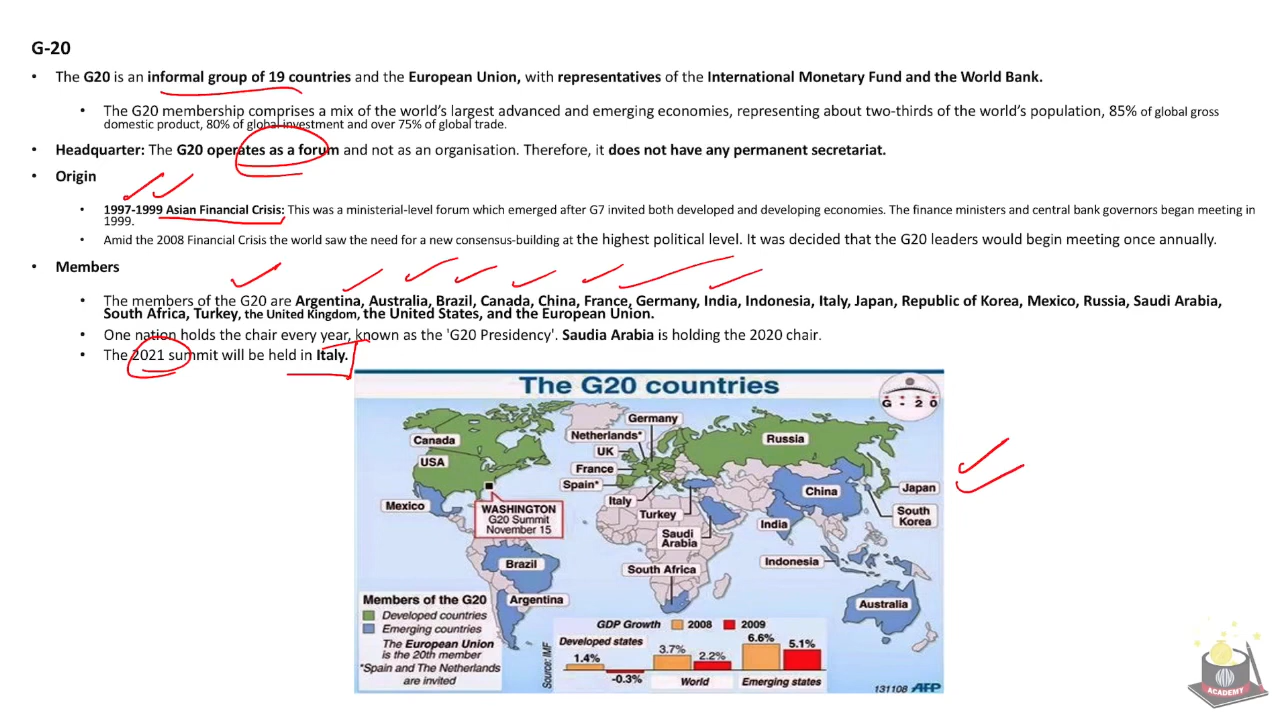 G-20
• The G20 is an informal group of 19 countries and the European Union, with representatives of the International Monetary Fund and the World Bank.
• The G20 membership comprises a mix of the world's largest advanced and emerging economies, representing about two-thirds of the world's population, 85% of global gross
domestic product, 80% of global investment and over 75% of global trade.
• Headquarter: The G20 operates as a forum and not as an organisation. Therefore, it does not have any permanent secretariat.
• Origin
• 1997-1999 Asian Financial Crisis: This was a ministerial-level forum which emerged after G7 invited both developed and developing economies. The finance ministers and central bank governors began meeting in
1999.
• Amid the 2008 Financial Crisis the world saw the need for a new consensus-building at the highest political level. It was decided that the G20 leaders would begin meeting once annually.
• Members
• The members of the G20 are Argentina, Australia, Brazil, Canada, China, France, Germany, India, Indonesia, Italy, Japan, Republic of Korea, Mexico, Russia, Saudi Arabia,
South Africa, Turkey, the United Kingdom, the United States, and the European Union.
• One nation holds the chair every year, known as the 'G20 Presidency'. Saudia Arabia is holding the 2020 chair.
• The 2021 summit will be held in Italy.
The G20 countries
G - 20
Germany
Canada
Netherlands*
Russia
UK
USA
France
Spain*
Japan
China
Italy
Mexico
WASHINGTON
G20 Summit
November 15
Turkey
South
Korea
India
Saudi
Arabia
Brazil
South Africa
Indonesia
Argentina
Australia
Members of the G20
Developed countries
Emerging countries
The European Union
is the 20th member
*Spain and The Netherlands
are invited
GDP Growth 2008 2009
Developed states
1.4%
-0.3%
3.7%
2.2%
World
6.6%
5.1%
Emerging states
Source: IMF
131108 AFP
ACADEMY